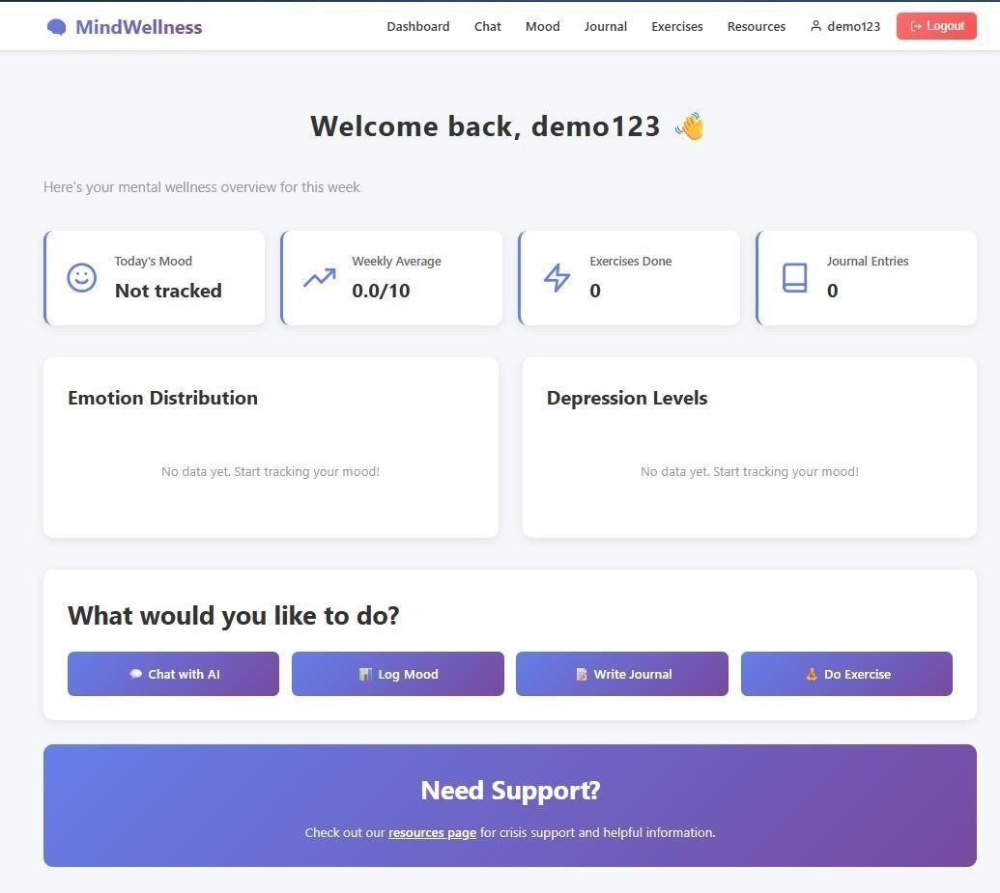 MindWellness
Dashboard Chat Mood Journal Exercises Resources demo123 Logout
Welcome back, demo123 👋
Here's your mental wellness overview for this week
Today's Mood
Not tracked
Weekly Average
0.0/10
Exercises Done
0
Journal Entries
0
Emotion Distribution
No data yet. Start tracking your mood!
Depression Levels
No data yet. Start tracking your mood!
What would you like to do?
💬 Chat with AI
📊 Log Mood
📝 Write Journal
🧘 Do Exercise
Need Support?
Check out our resources page for crisis support and helpful information.